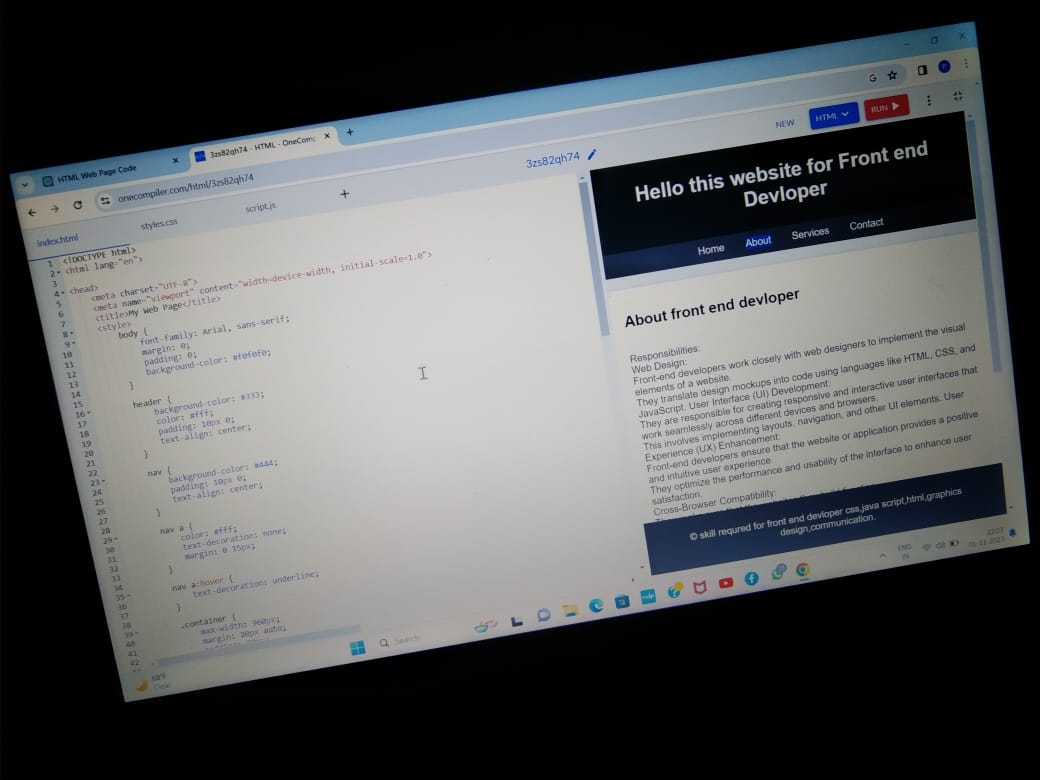 HTML Web Page Code
3zs82qh74 - HTML - OneComp
onecompiler.com/html/3zs82qh74
index.html
styles.css
script.js
3zs82qh74
NEW
HTML
RUN
1 <!DOCTYPE html>
2 <html lang="en">
3
4 <head>
5 <meta charset="UTF-8">
6 <meta name="viewport" content="width=device-width, initial-scale=1.0">
7 <title>My Web Page</title>
8 <style>
9 body {
10 font-family: Arial, sans-serif;
11 margin: 0;
12 padding: 0;
13 background-color: #f0f0f0;
14 }
15
16 header {
17 background-color: #333;
18 color: #fff;
19 padding: 10px 0;
20 text-align: center;
21 }
22
23 nav {
24 background-color: #444;
25 padding: 10px 0;
26 text-align: center;
27 }
28
29 nav a {
30 color: #fff;
31 text-decoration: none;
32 margin: 0 15px;
33 }
34
35 nav a:hover {
36 text-decoration: underline;
37 }
38
39 .container {
40 max-width: 960px;
41 margin: 20px auto;
42
Hello this website for Front end
Devloper
Home About Services Contact
About front end devloper
Responsibilities:
Web Design:
Front-end developers work closely with web designers to implement the visual
elements of a website.
They translate design mockups into code using languages like HTML, CSS, and
JavaScript. User Interface (UI) Development:
They are responsible for creating responsive and interactive user interfaces that
work seamlessly across different devices and browsers.
This involves implementing layouts, navigation, and other UI elements. User
Experience (UX) Enhancement:
Front-end developers ensure that the website or application provides a positive
and intuitive user experience.
They optimize the performance and usability of the interface to enhance user
satisfaction.
Cross-Browser Compatibility:
© skill requred for front end devloper css,java script,html,graphics
design,communication.
68°F
Clear
Search
ENG
IN
22:03
01-11-2023